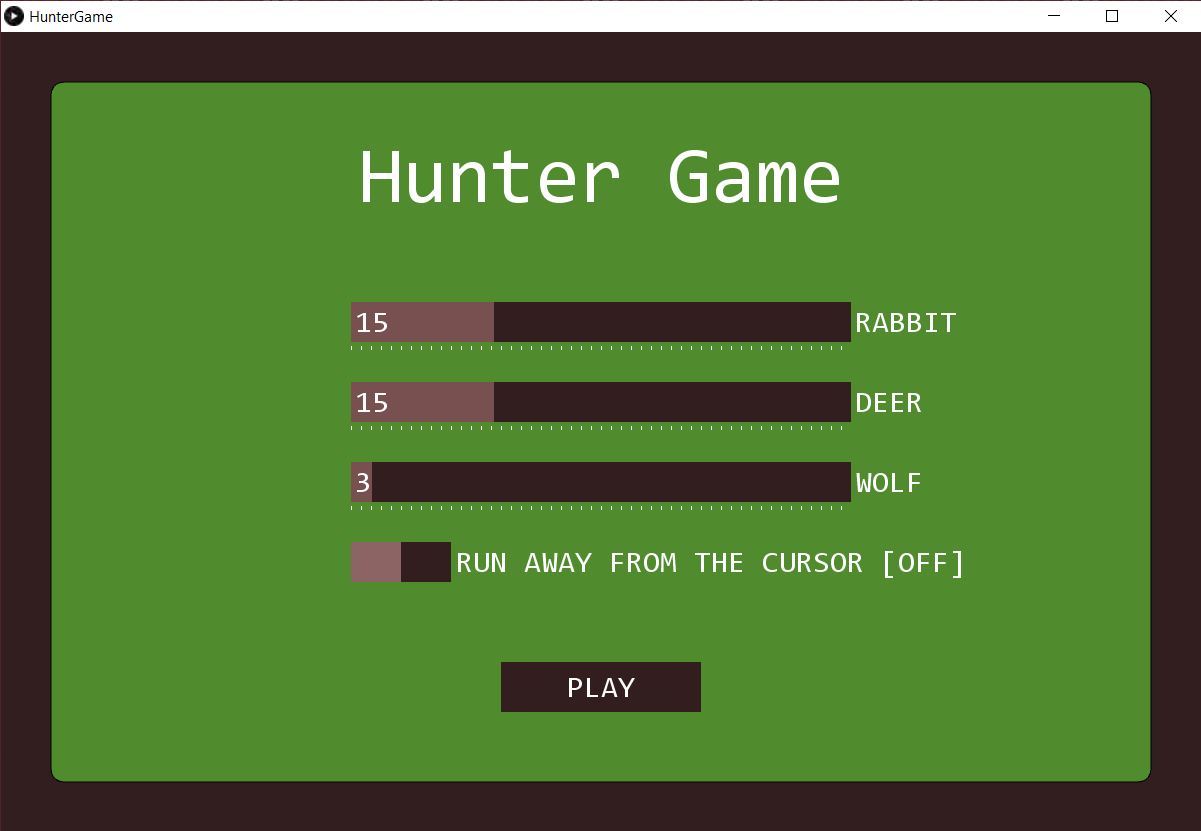 HunterGame
Hunter Game
15 RABBIT
15 DEER
3 WOLF
RUN AWAY FROM THE CURSOR [OFF]
PLAY